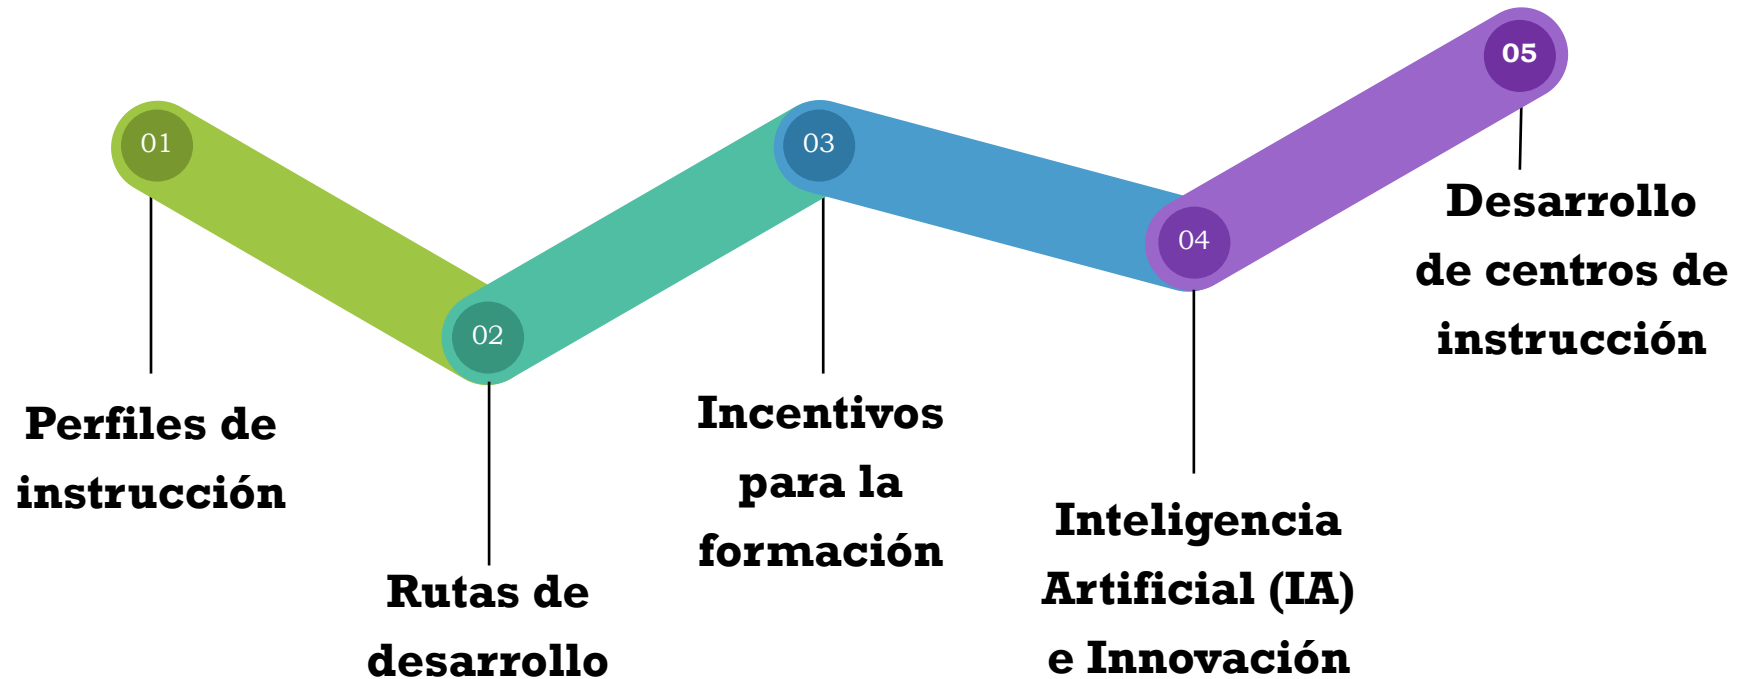 01
Perfiles de
instrucción
02
Rutas de
desarrollo
03
Incentivos
para la
formación
04
Inteligencia
Artificial (IA)
e Innovación
05
Desarrollo
de centros de
instrucción